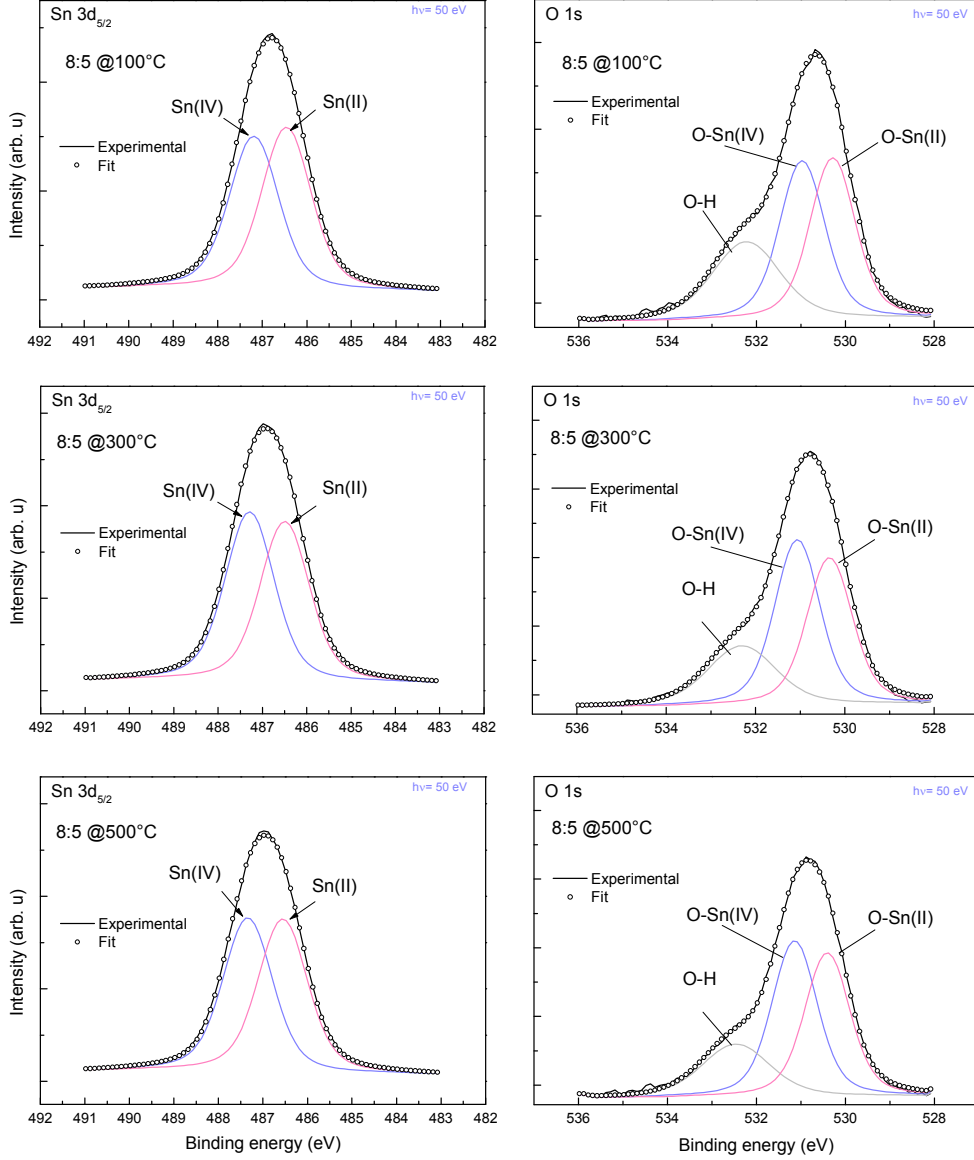 Sn 3d5/2
hν= 50 eV
8:5 @100°C
Sn(IV)
Sn(II)
Experimental
Fit
Intensity (arb. u)
492 491 490 489 488 487 486 485 484 483 482
O 1s
hν= 50 eV
8:5 @100°C
Experimental
Fit
O-Sn(IV)
O-Sn(II)
O-H
536 534 532 530 528
Sn 3d5/2
hν= 50 eV
8:5 @300°C
Sn(IV)
Sn(II)
Experimental
Fit
492 491 490 489 488 487 486 485 484 483 482
O 1s
hν= 50 eV
8:5 @300°C
Experimental
Fit
O-Sn(IV)
O-Sn(II)
O-H
536 534 532 530 528
Sn 3d5/2
hν= 50 eV
8:5 @500°C
Sn(IV)
Sn(II)
Experimental
Fit
Intensity (arb. u)
492 491 490 489 488 487 486 485 484 483 482
Binding energy (eV)
O 1s
hν= 50 eV
8:5 @500°C
Experimental
Fit
O-Sn(IV)
O-Sn(II)
O-H
536 534 532 530 528
Binding energy (eV)